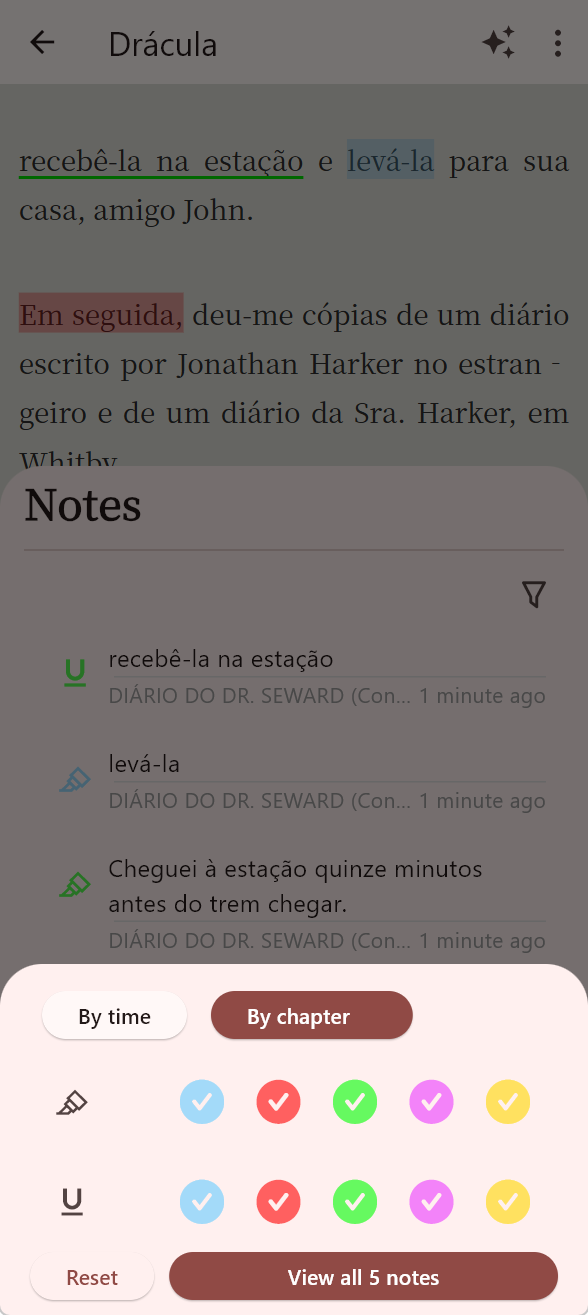 Drácula
recebê-la na estação e levá-la para sua
casa, amigo John.
Em seguida, deu-me cópias de um diário
escrito por Jonathan Harker no estran-
geiro e de um diário da Sra. Harker, em
Whitby.
Notes
recebê-la na estação
DIÁRIO DO DR. SEWARD (Con... 1 minute ago
levá-la
DIÁRIO DO DR. SEWARD (Con... 1 minute ago
Cheguei à estação quinze minutos
antes do trem chegar.
DIÁRIO DO DR. SEWARD (Con... 1 minute ago
By time By chapter
Reset View all 5 notes